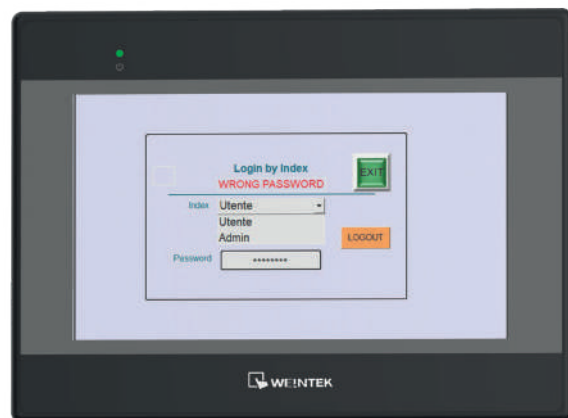 Login by Index
WRONG PASSWORD
EXIT
Index
Utente
Utente
Admin
LOGOUT
Password
********
WEINTEK